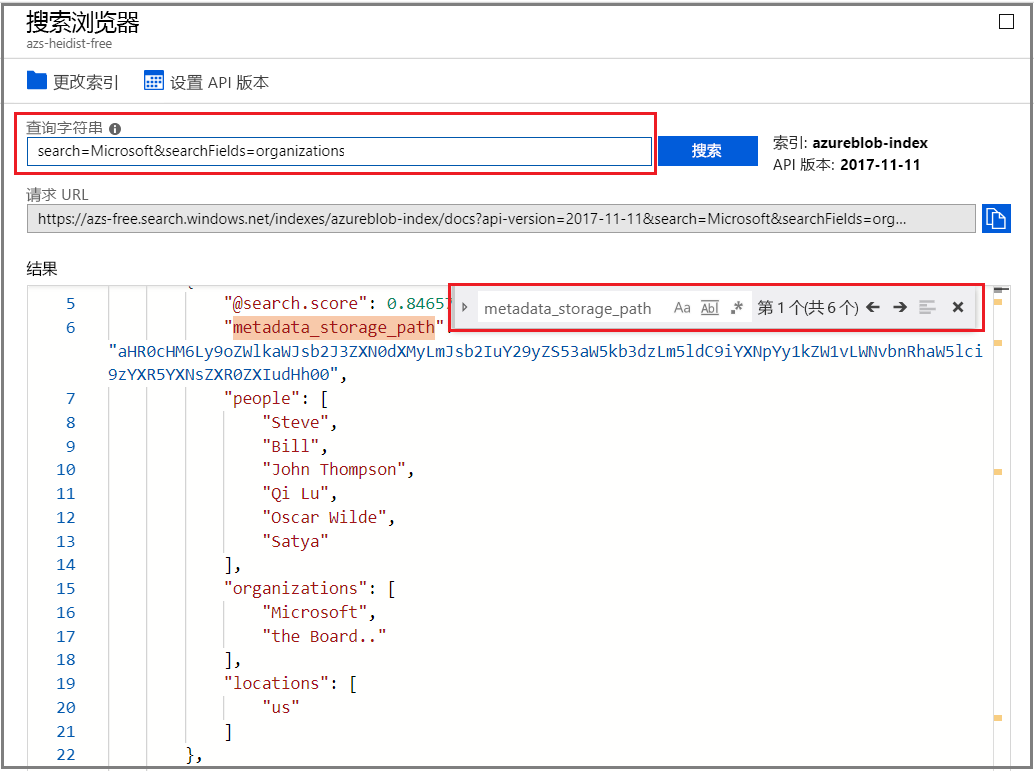 搜索浏览器
azs-heidist-free
更改索引 设置 API 版本
查询字符串
search=Microsoft&searchFields=organizations
搜索
索引: azureblob-index
API 版本: 2017-11-11
请求 URL
https://azs-free.search.windows.net/indexes/azureblob-index/docs?api-version=2017-11-11&search=Microsoft&searchFields=org...
结果
metadata_storage_path Aa Abl .* 第 1 个(共 6 个)
5 "@search.score": 0.8465
6 "metadata_storage_path"
"aHR0cHM6Ly9oZWlkaWJsb2J3ZXN0dXMyLmJsb2IuY29yZS53aW5kb3dzLm5ldC9iYXNpYy1kZW1vLWNvbnRhaW5lci
9zYXR5YXNsZXR0ZXIudHh00",
7 "people": [
8 "Steve",
9 "Bill",
10 "John Thompson",
11 "Qi Lu",
12 "Oscar Wilde",
13 "Satya"
14 ],
15 "organizations": [
16 "Microsoft",
17 "the Board.."
18 ],
19 "locations": [
20 "us"
21 ]
22 },